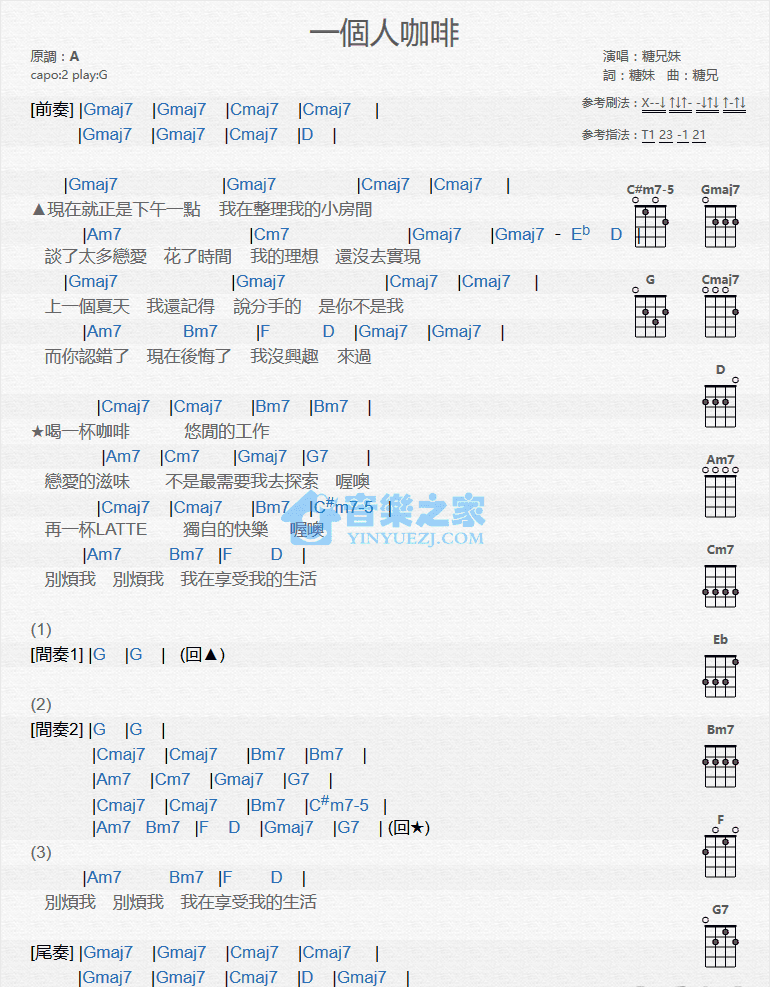 一個人咖啡
原調：A
capo:2 play:G
演唱：糖兄妹
詞：糖妹　曲：糖兄
参考刷法：X--↓ ↑↓↑- -↓↑↓ ↑-↑↓
参考指法：T1 23 -1 21
[前奏] |Gmaj7 |Gmaj7 |Cmaj7 |Cmaj7 |
|Gmaj7 |Gmaj7 |Cmaj7 |D |
|Gmaj7 |Gmaj7 |Cmaj7 |Cmaj7 |
▲現在就正是下午一點　我在整理我的小房間
|Am7 |Cm7 |Gmaj7 |Gmaj7 - Eb D |
談了太多戀愛　花了時間　我的理想　還沒去實現
|Gmaj7 |Gmaj7 |Cmaj7 |Cmaj7 |
上一個夏天　我還記得　說分手的　是你不是我
|Am7 Bm7 |F D |Gmaj7 |Gmaj7 |
而你認錯了　現在後悔了　我沒興趣　來過
|Cmaj7 |Cmaj7 |Bm7 |Bm7 |
★喝一杯咖啡　悠閒的工作
|Am7 |Cm7 |Gmaj7 |G7 |
戀愛的滋味　不是最需要我去探索　喔噢
|Cmaj7 |Cmaj7 |Bm7 |C#m7-5 |
再一杯LATTE　獨自的快樂　喔噢
|Am7 Bm7 |F D |
別煩我　別煩我　我在享受我的生活
(1)
[間奏1] |G |G | (回▲)
(2)
[間奏2] |G |G |
|Cmaj7 |Cmaj7 |Bm7 |Bm7 |
|Am7 |Cm7 |Gmaj7 |G7 |
|Cmaj7 |Cmaj7 |Bm7 |C#m7-5 |
|Am7 Bm7 |F D |Gmaj7 |G7 | (回★)
(3)
|Am7 Bm7 |F D |
別煩我　別煩我　我在享受我的生活
[尾奏] |Gmaj7 |Gmaj7 |Cmaj7 |Cmaj7 |
|Gmaj7 |Gmaj7 |Cmaj7 |D |Gmaj7 |
C#m7-5 Gmaj7
G Cmaj7
D
Am7
Cm7
Eb
Bm7
F
G7
音樂之家
YINYUEZJ.COM